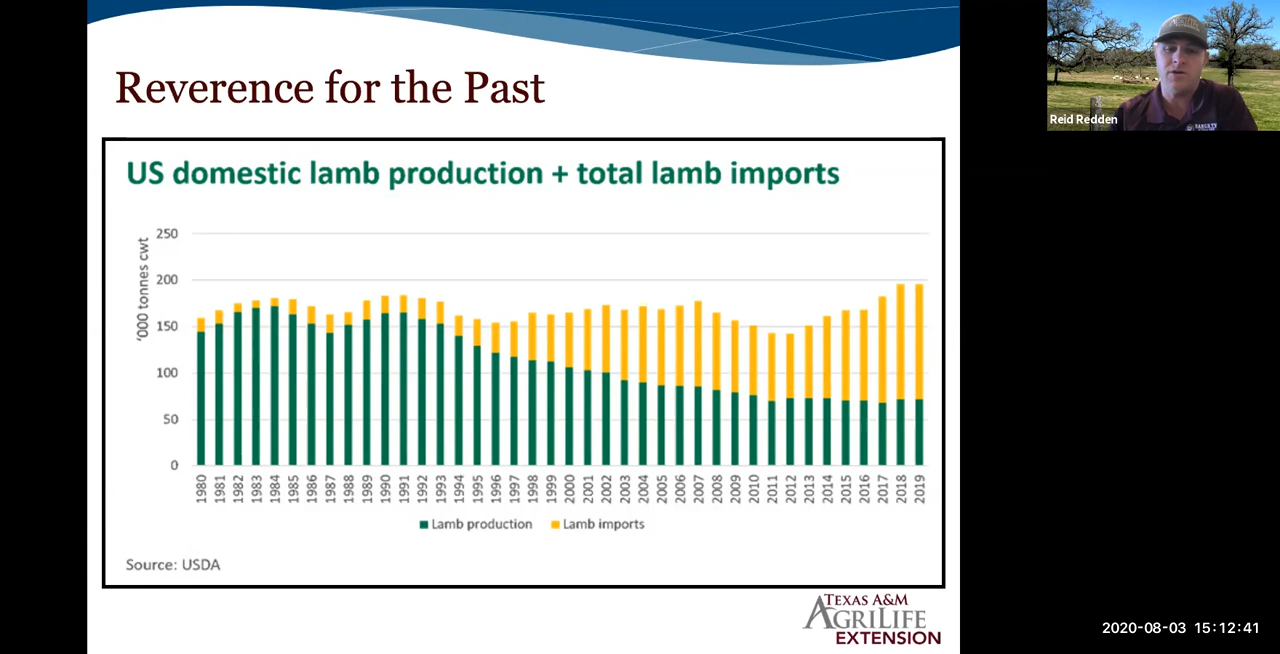 Reverence for the Past
Reid Redden
US domestic lamb production + total lamb imports
'000 tonnes cwt
250
200
150
100
50
0
1980 1981 1982 1983 1984 1985 1986 1987 1988 1989 1990 1991 1992 1993 1994 1995 1996 1997 1998 1999 2000 2001 2002 2003 2004 2005 2006 2007 2008 2009 2010 2011 2012 2013 2014 2015 2016 2017 2018 2019
Lamb production Lamb imports
Source: USDA
TEXAS A&M
AGRILIFE
EXTENSION
2020-08-03 15:12:41